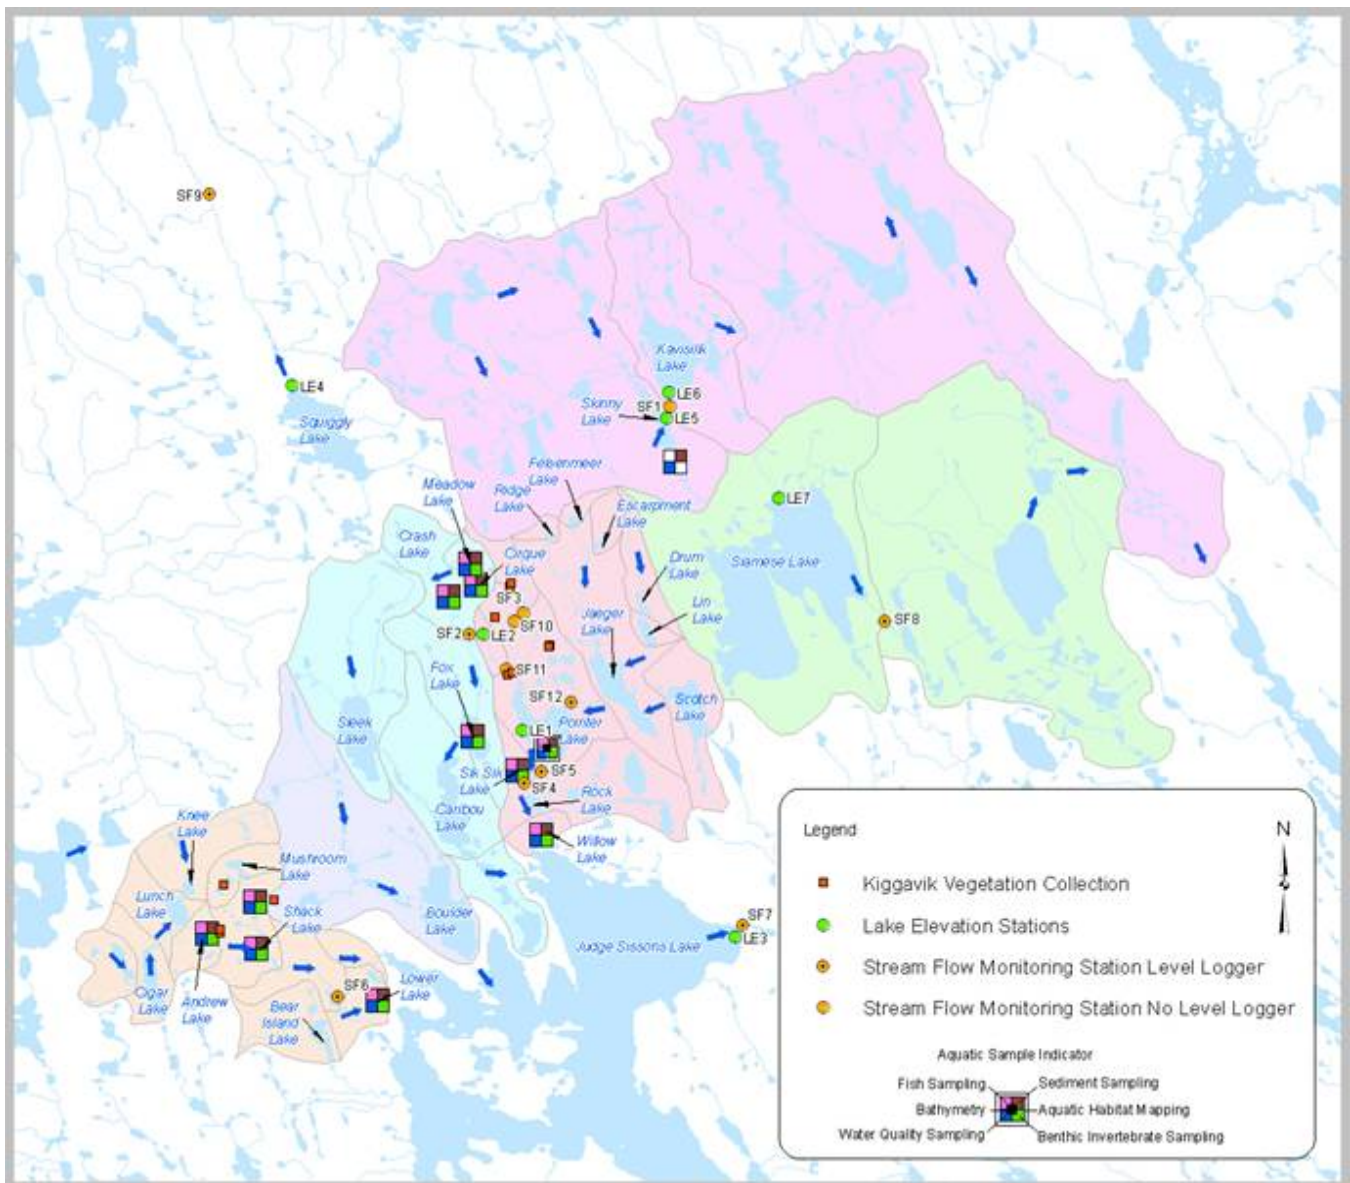 SF9
LE4
Squiggly
Lake
Kavisilik
Lake
LE6
SF1
LE5
Skinny
Lake
Felsenmeer
Lake
Meadow
Lake
Ridge
Lake
Escarpment
Lake
LE7
Crash
Lake
Cirque
Lake
Drum
Lake
Siamese Lake
SF3
Lin
Lake
Jaeger
Lake
SF10
SF2
LE2
SF8
Fox
Lake
SF11
SF12
Scotch
Lake
Sleek
Lake
LE1
Pointer
Lake
Sik Sik
Lake
SF5
SF4
Rock
Lake
Caribou
Lake
Willow
Lake
Knee
Lake
Mushroom
Lake
Lunch
Lake
Shack
Lake
Boulder
Lake
Judge Sissons Lake
SF7
LE3
Cigar
Lake
Andrew
Lake
SF6
Lower
Lake
Bear
Island
Lake
Legend
N
Kiggavik Vegetation Collection
Lake Elevation Stations
Stream Flow Monitoring Station Level Logger
Stream Flow Monitoring Station No Level Logger
Aquatic Sample Indicator
Fish Sampling
Sediment Sampling
Bathymetry
Aquatic Habitat Mapping
Water Quality Sampling
Benthic Invertebrate Sampling